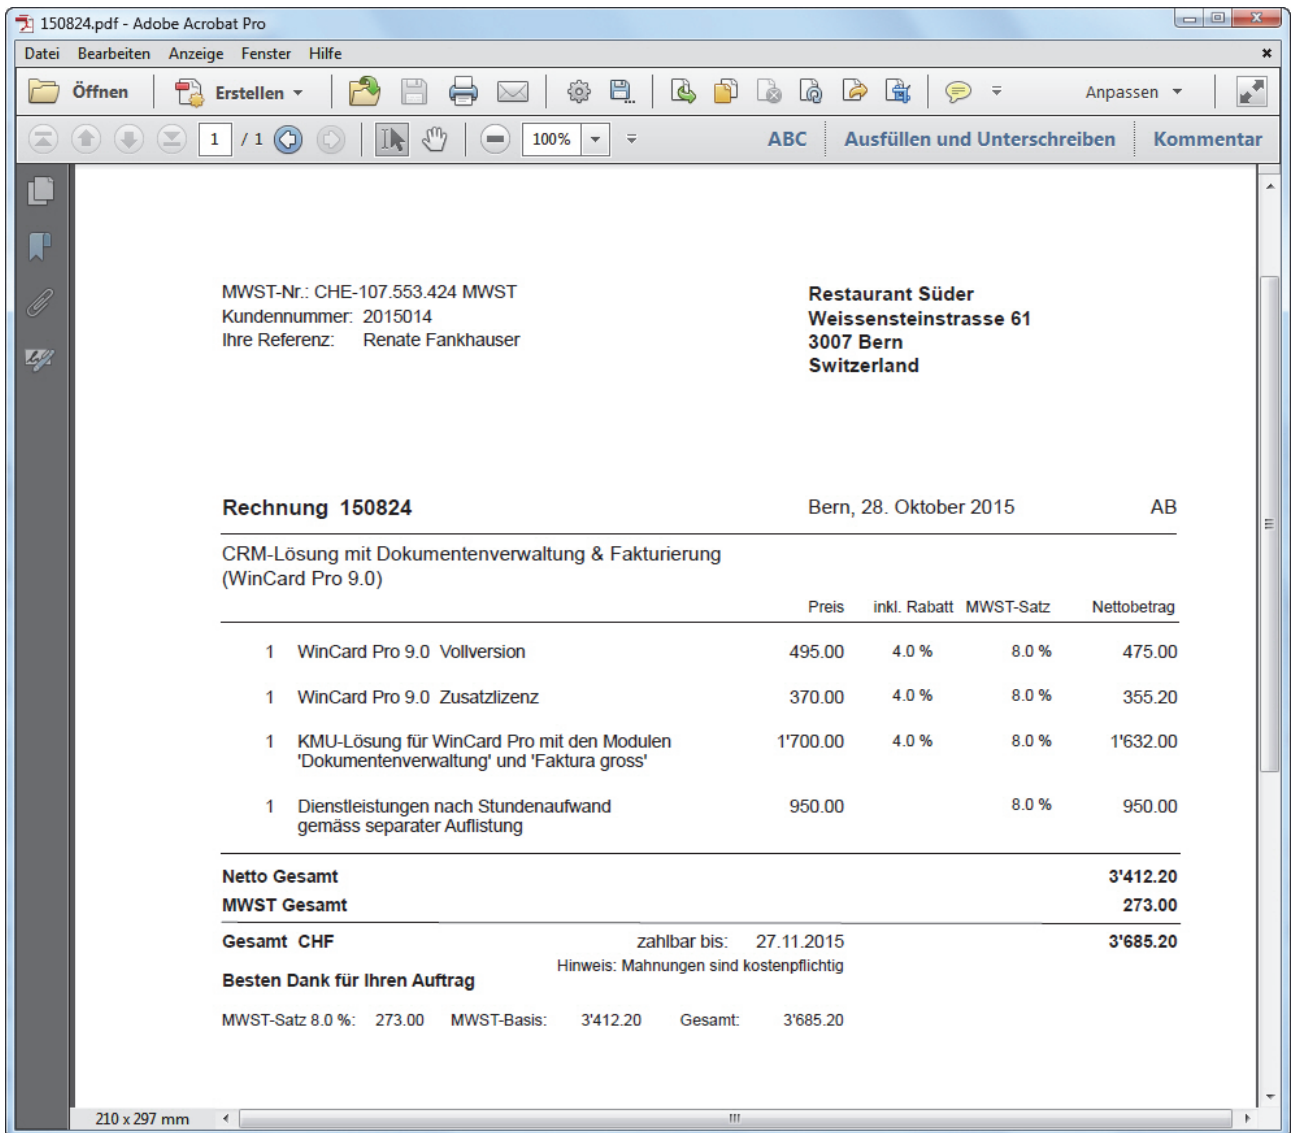 150824.pdf - Adobe Acrobat Pro
Datei Bearbeiten Anzeige Fenster Hilfe
Öffnen Erstellen Anpassen
1 / 1 100% ABC Ausfüllen und Unterschreiben Kommentar
MWST-Nr.: CHE-107.553.424 MWST
Kundennummer: 2015014
Ihre Referenz: Renate Fankhauser
Restaurant Süder
Weissensteinstrasse 61
3007 Bern
Switzerland
Rechnung 150824 Bern, 28. Oktober 2015 AB
CRM-Lösung mit Dokumentenverwaltung & Fakturierung
(WinCard Pro 9.0)
Preis inkl. Rabatt MWST-Satz Nettobetrag
1 WinCard Pro 9.0 Vollversion 495.00 4.0 % 8.0 % 475.00
1 WinCard Pro 9.0 Zusatzlizenz 370.00 4.0 % 8.0 % 355.20
1 KMU-Lösung für WinCard Pro mit den Modulen 1'700.00 4.0 % 8.0 % 1'632.00
'Dokumentenverwaltung' und 'Faktura gross'
1 Dienstleistungen nach Stundenaufwand 950.00 8.0 % 950.00
gemäss separater Auflistung
Netto Gesamt 3'412.20
MWST Gesamt 273.00
Gesamt CHF zahlbar bis: 27.11.2015 3'685.20
Hinweis: Mahnungen sind kostenpflichtig
Besten Dank für Ihren Auftrag
MWST-Satz 8.0 %: 273.00 MWST-Basis: 3'412.20 Gesamt: 3'685.20
210 x 297 mm